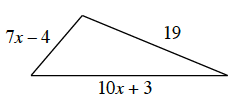 7x – 4
19
10x + 3